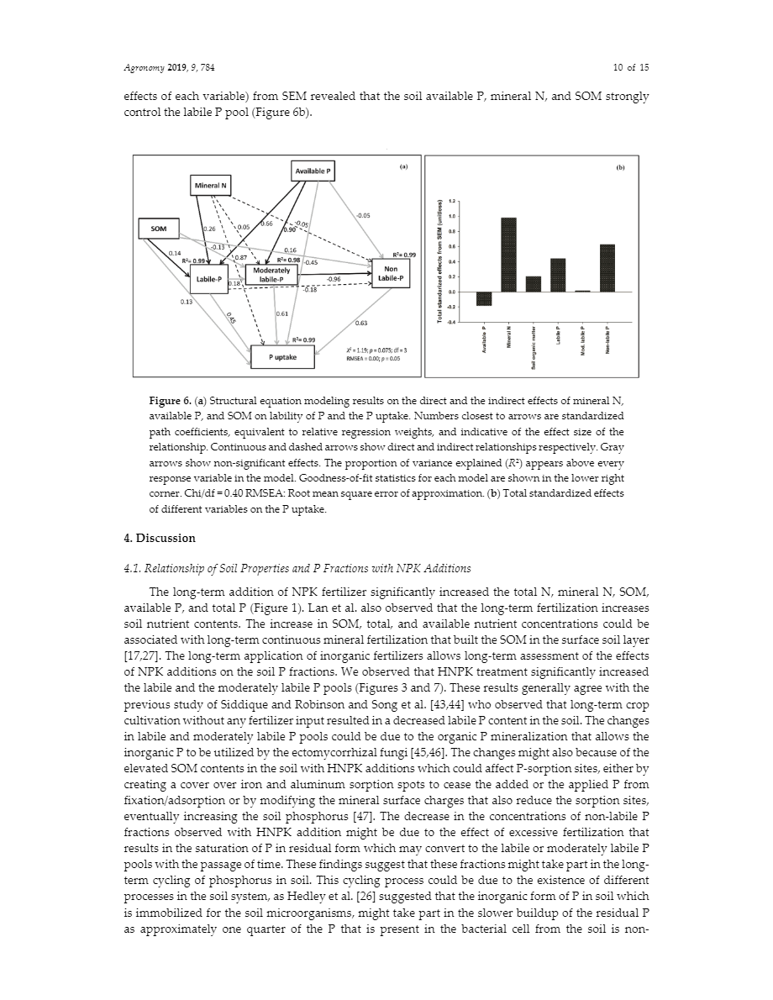 Agronomy 2019, 9, 784
10 of 15
effects of each variable) from SEM revealed that the soil available P, mineral N, and SOM strongly
control the labile P pool (Figure 6b).
(a)
Available P
Mineral N
SOM
0.26
0.05
0.66
0.90
-0.05
-0.05
-0.13
0.14
0.87
0.16
0.45
R²= 0.99
R²= 0.98
R²= 0.99
Labile-P
Moderately
labile-P
Non
Labile-P
0.18
-0.96
-0.18
0.13
0.45
0.61
0.63
R²= 0.99
P uptake
X² = 1.19; p = 0.075; df = 3
RMSEA = 0.00; p = 0.05
(b)
Total standardized effects from SEM (unitless)
1.2
1.0
0.8
0.6
0.4
0.2
0.0
-0.2
-0.4
Available P
Mineral N
Soil organic matter
Labile P
Mod. labile P
Non-labile P
Figure 6. (a) Structural equation modeling results on the direct and the indirect effects of mineral N,
available P, and SOM on lability of P and the P uptake. Numbers closest to arrows are standardized
path coefficients, equivalent to relative regression weights, and indicative of the effect size of the
relationship. Continuous and dashed arrows show direct and indirect relationships respectively. Gray
arrows show non-significant effects. The proportion of variance explained (R²) appears above every
response variable in the model. Goodness-of-fit statistics for each model are shown in the lower right
corner. Chi/df = 0.40 RMSEA: Root mean square error of approximation. (b) Total standardized effects
of different variables on the P uptake.
4. Discussion
4.1. Relationship of Soil Properties and P Fractions with NPK Additions
The long-term addition of NPK fertilizer significantly increased the total N, mineral N, SOM,
available P, and total P (Figure 1). Lan et al. also observed that the long-term fertilization increases
soil nutrient contents. The increase in SOM, total, and available nutrient concentrations could be
associated with long-term continuous mineral fertilization that built the SOM in the surface soil layer
[17,27]. The long-term application of inorganic fertilizers allows long-term assessment of the effects
of NPK additions on the soil P fractions. We observed that HNPK treatment significantly increased
the labile and the moderately labile P pools (Figures 3 and 7). These results generally agree with the
previous study of Siddique and Robinson and Song et al. [43,44] who observed that long-term crop
cultivation without any fertilizer input resulted in a decreased labile P content in the soil. The changes
in labile and moderately labile P pools could be due to the organic P mineralization that allows the
inorganic P to be utilized by the ectomycorrhizal fungi [45,46]. The changes might also because of the
elevated SOM contents in the soil with HNPK additions which could affect P-sorption sites, either by
creating a cover over iron and aluminum sorption spots to cease the added or the applied P from
fixation/adsorption or by modifying the mineral surface charges that also reduce the sorption sites,
eventually increasing the soil phosphorus [47]. The decrease in the concentrations of non-labile P
fractions observed with HNPK addition might be due to the effect of excessive fertilization that
results in the saturation of P in residual form which may convert to the labile or moderately labile P
pools with the passage of time. These findings suggest that these fractions might take part in the long-
term cycling of phosphorus in soil. This cycling process could be due to the existence of different
processes in the soil system, as Hedley et al. [26] suggested that the inorganic form of P in soil which
is immobilized for the soil microorganisms, might take part in the slower buildup of the residual P
as approximately one quarter of the P that is present in the bacterial cell from the soil is non-